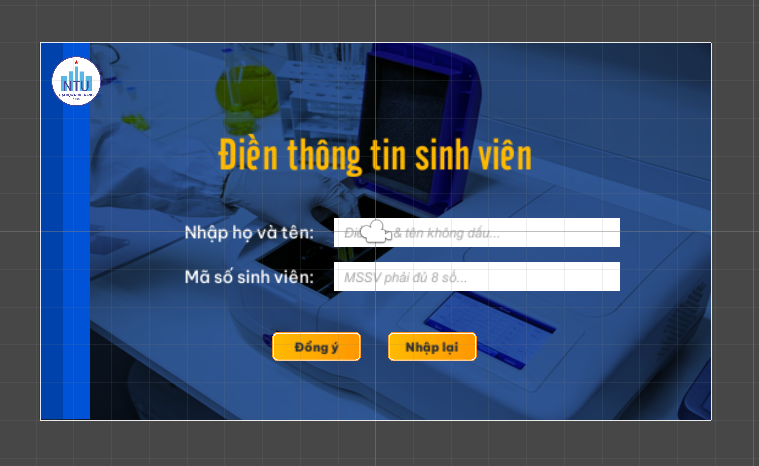 NTU
Điền thông tin sinh viên
Nhập họ và tên:
& tên không dấu...
Mã số sinh viên:
MSSV phải đủ 8 số...
Đồng ý
Nhập lại